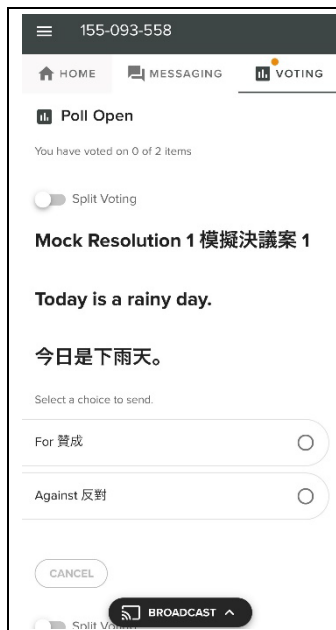 155-093-558
HOME MESSAGING VOTING
Poll Open
You have voted on 0 of 2 items
Split Voting
Mock Resolution 1 模擬決議案 1
Today is a rainy day.
今日是下雨天。
Select a choice to send.
For 贊成
Against 反對
CANCEL
BROADCAST
Split Voting